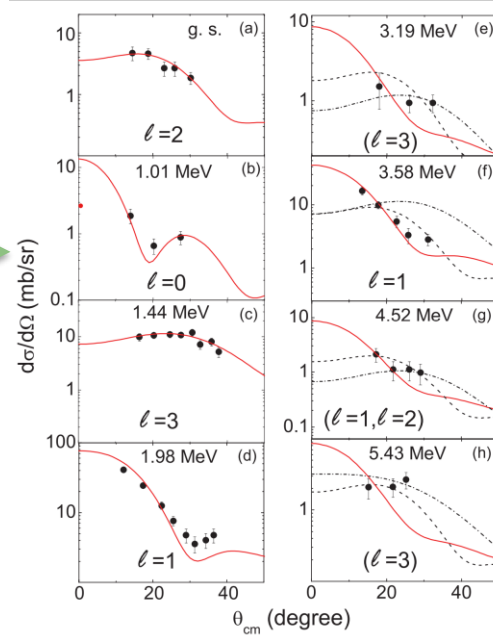 g. s. (a)
4
1
ℓ=2
1.01 MeV (b)
10
1
0.1
ℓ=0
1.44 MeV (c)
10
1
ℓ=3
100
1.98 MeV (d)
10
ℓ=1
0 20 40
3.19 MeV (e)
1
(ℓ=3)
3.58 MeV (f)
10
1
ℓ=1
4.52 MeV (g)
1
0.1
(ℓ=1,ℓ=2)
5.43 MeV (h)
1
(ℓ=3)
0 20 40
dσ/dΩ (mb/sr)
θcm (degree)